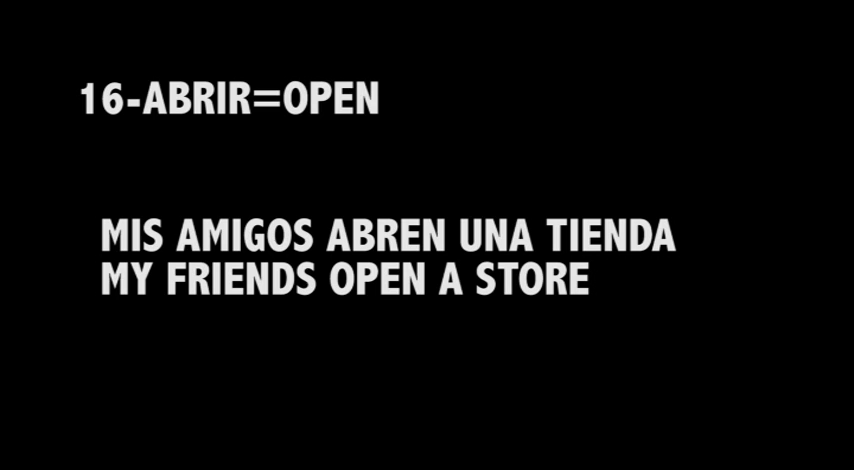 16-ABRIR=OPEN
MIS AMIGOS ABREN UNA TIENDA
MY FRIENDS OPEN A STORE